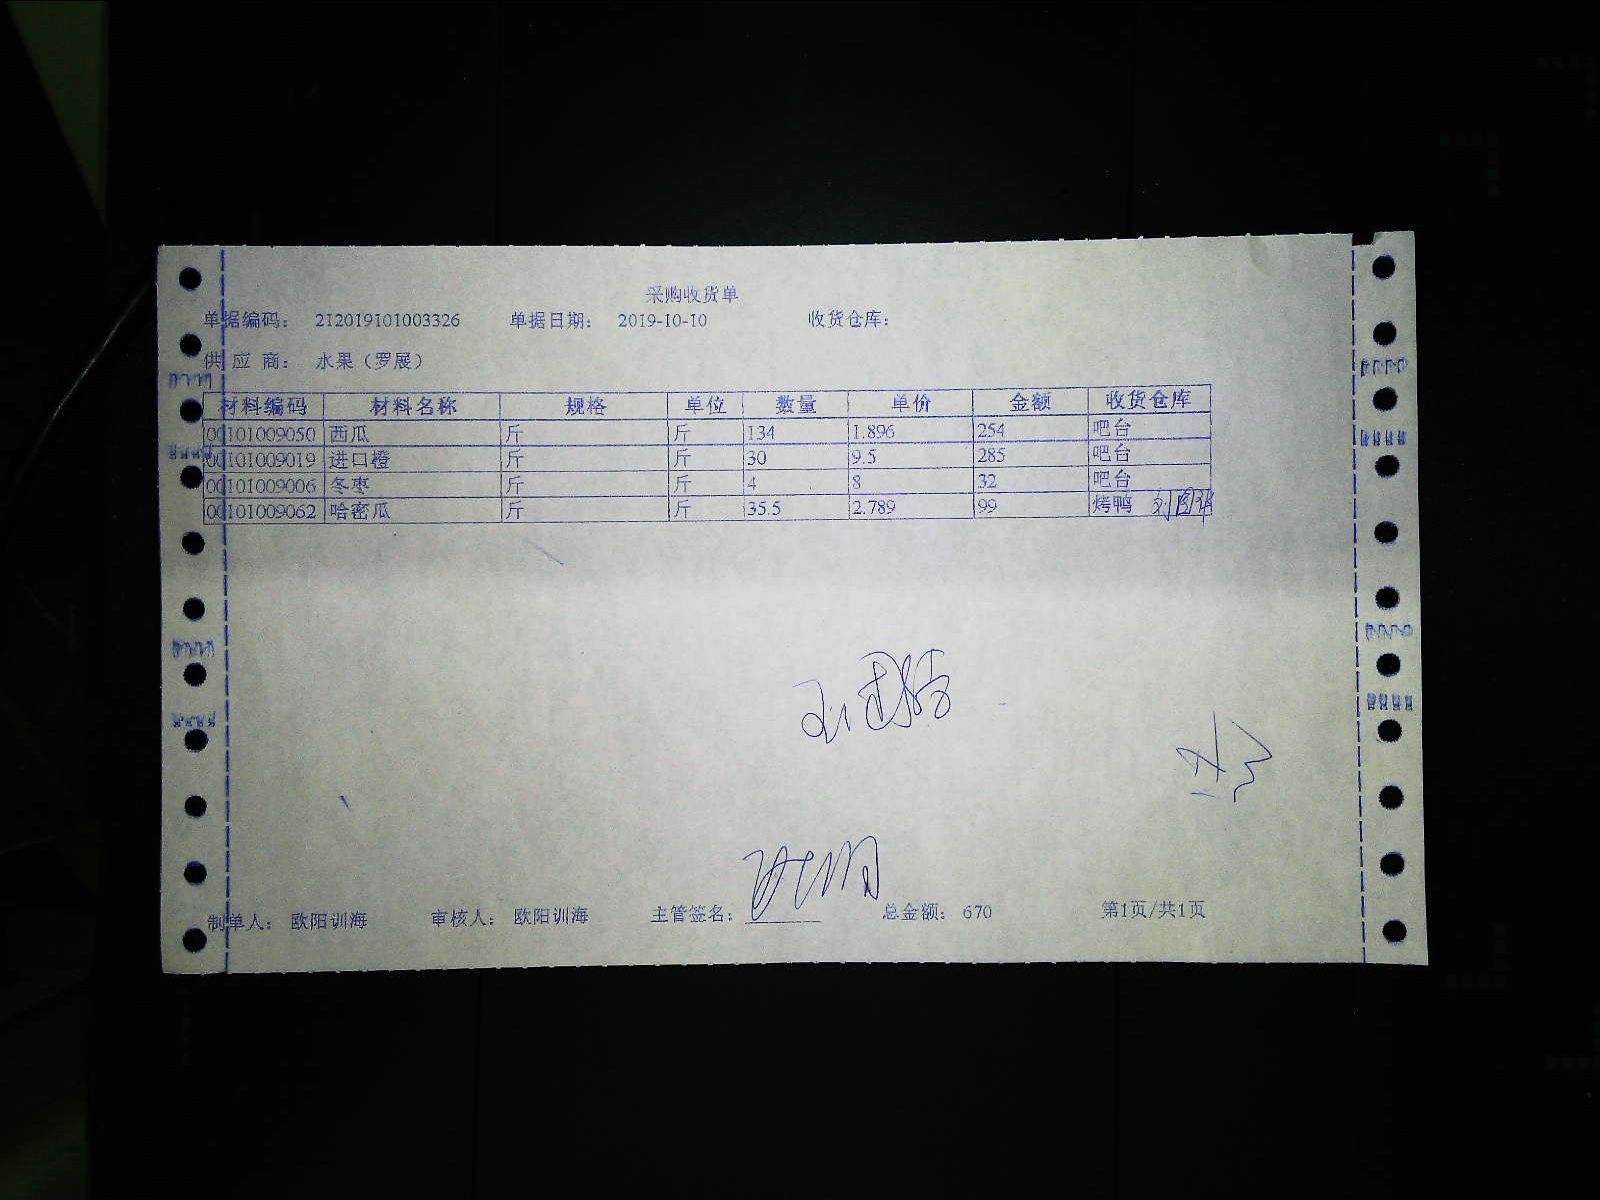 采购收货单
单据编码： 212019101003326 单据日期： 2019-10-10 收货仓库：
供 应 商： 水果（罗展）
材料编码 材料名称 规格 单位 数量 单价 金额 收货仓库
00101009050 西瓜 斤 斤 134 1.896 254 吧台
00101009019 进口橙 斤 斤 30 9.5 285 吧台
00101009006 冬枣 斤 斤 4 8 32 吧台
00101009062 哈密瓜 斤 斤 35.5 2.789 99 烤鸭
制单人： 欧阳训海 审核人： 欧阳训海 主管签名： 总金额： 670 第1页/共1页